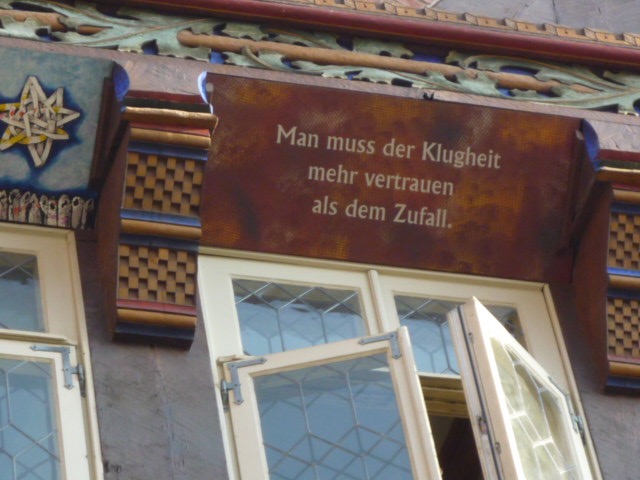 Man muss der Klugheit
mehr vertrauen
als dem Zufall.